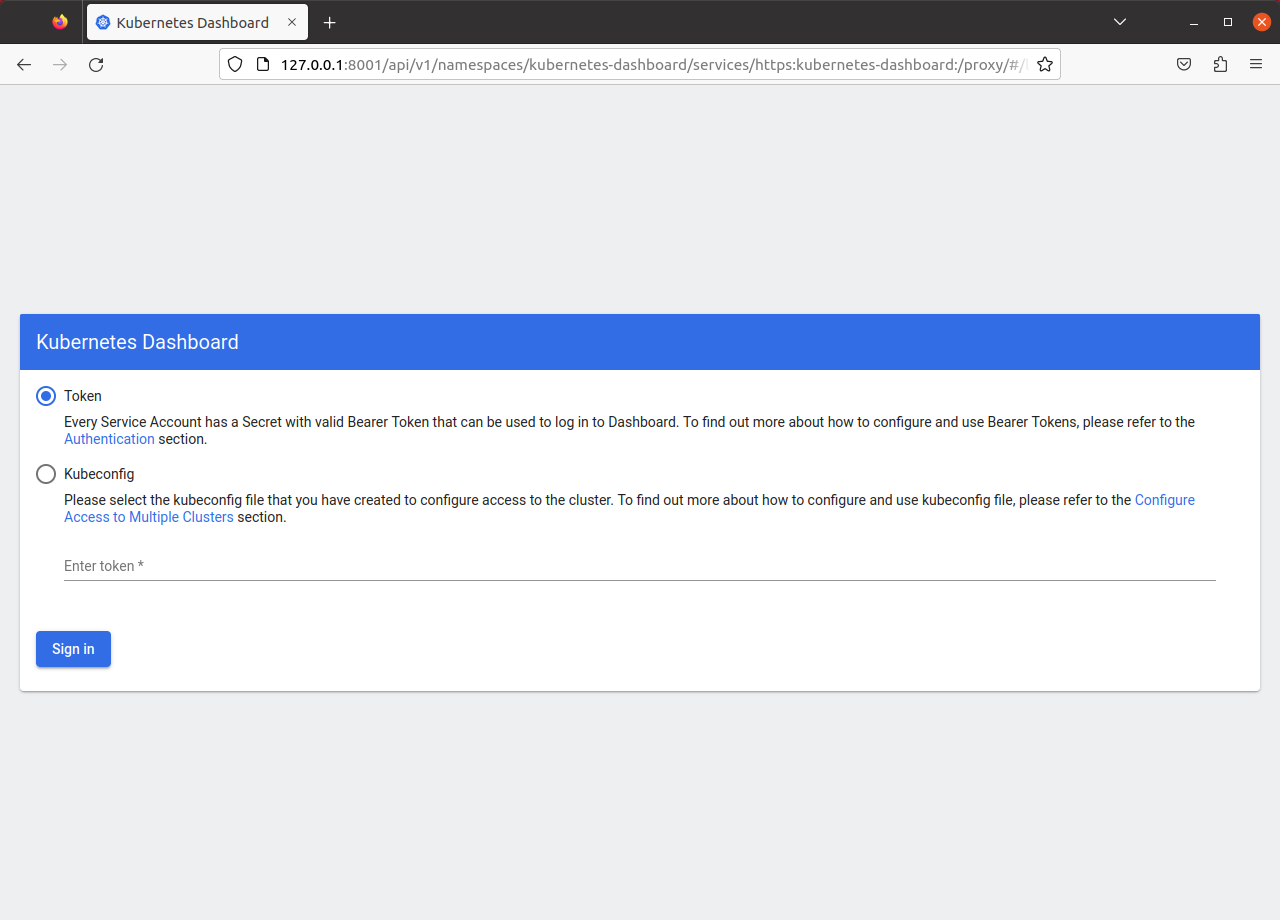 Kubernetes Dashboard
127.0.0.1:8001/api/v1/namespaces/kubernetes-dashboard/services/https:kubernetes-dashboard:/proxy/#/
Kubernetes Dashboard
Token
Every Service Account has a Secret with valid Bearer Token that can be used to log in to Dashboard. To find out more about how to configure and use Bearer Tokens, please refer to the
Authentication section.
Kubeconfig
Please select the kubeconfig file that you have created to configure access to the cluster. To find out more about how to configure and use kubeconfig file, please refer to the Configure
Access to Multiple Clusters section.
Enter token *
Sign in